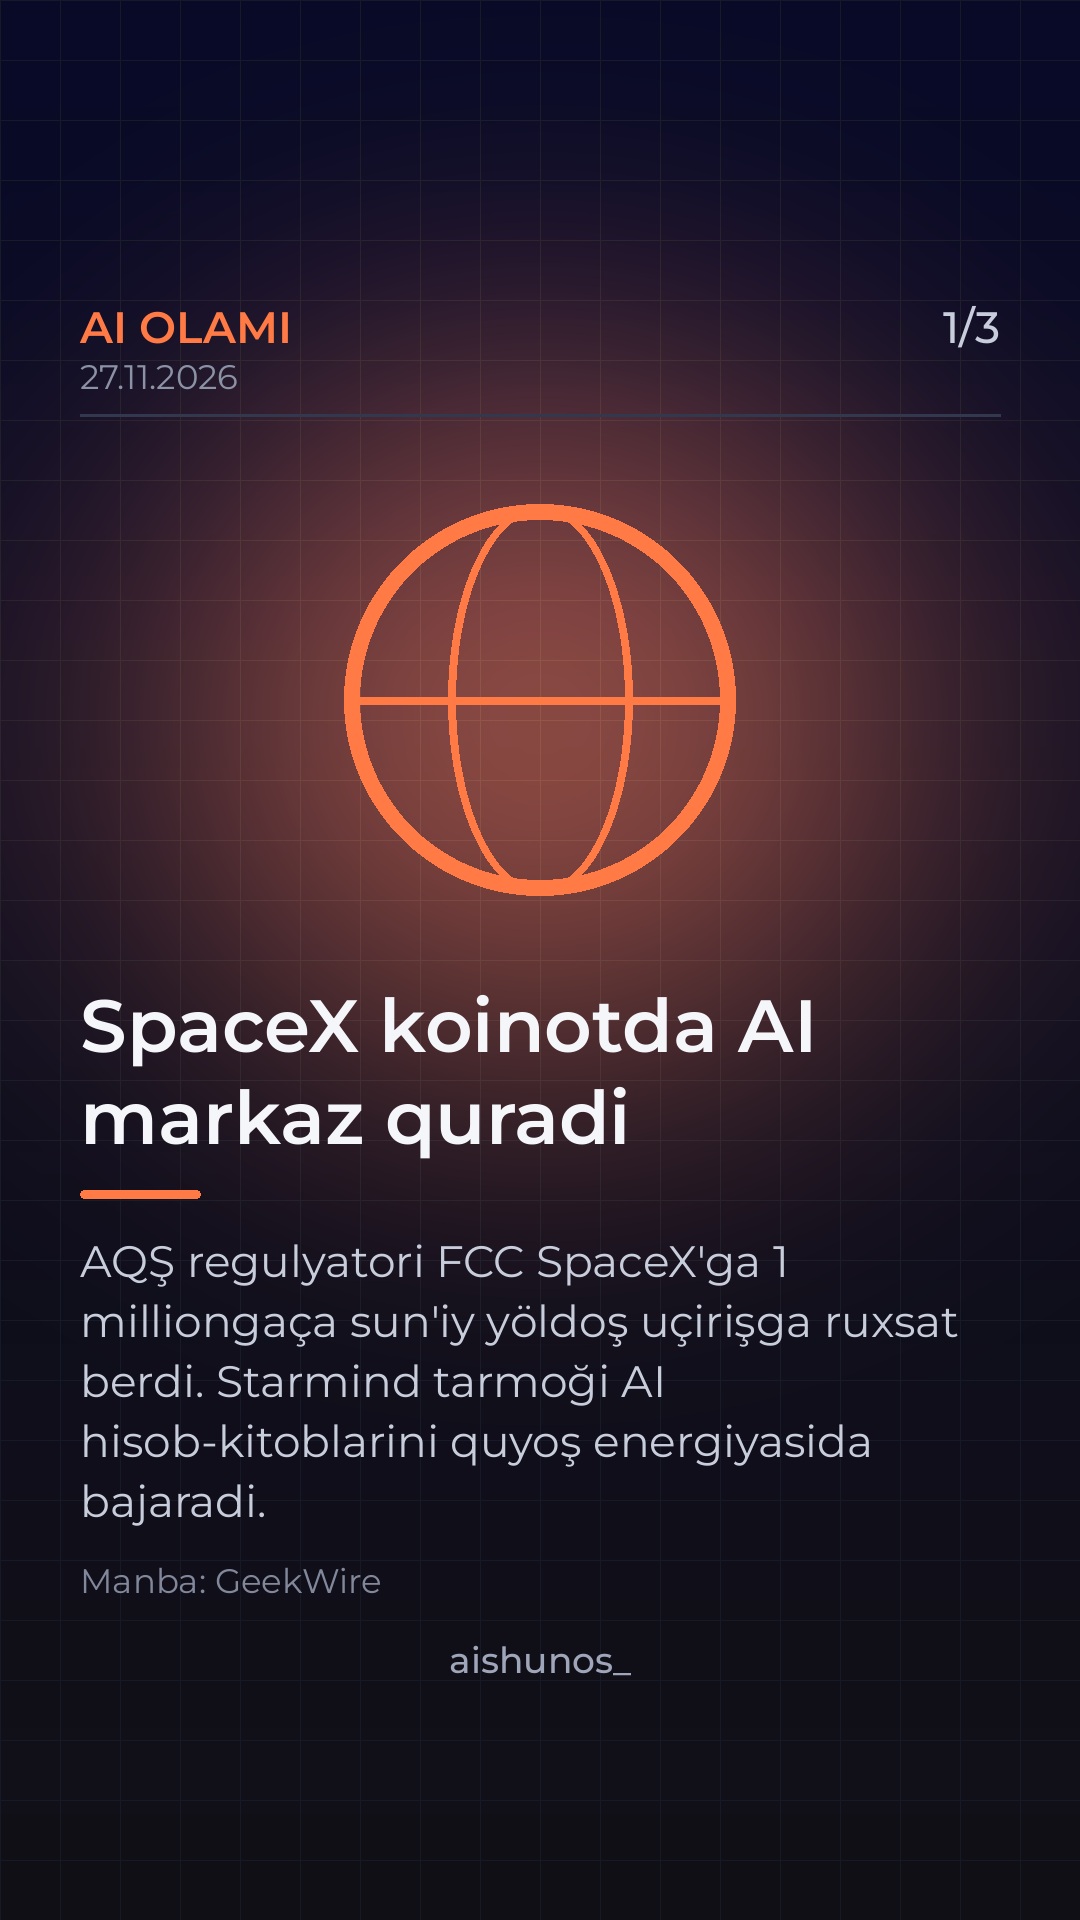 AI OLAMI
1/3
27.11.2026
SpaceX koinotda AI
markaz quradi
AQŞ regulyatori FCC SpaceX'ga 1
milliongaça sun'iy yöldoş uçirişga ruxsat
berdi. Starmind tarmoği AI
hisob-kitoblarini quyoş energiyasida
bajaradi.
Manba: GeekWire
aishunos_